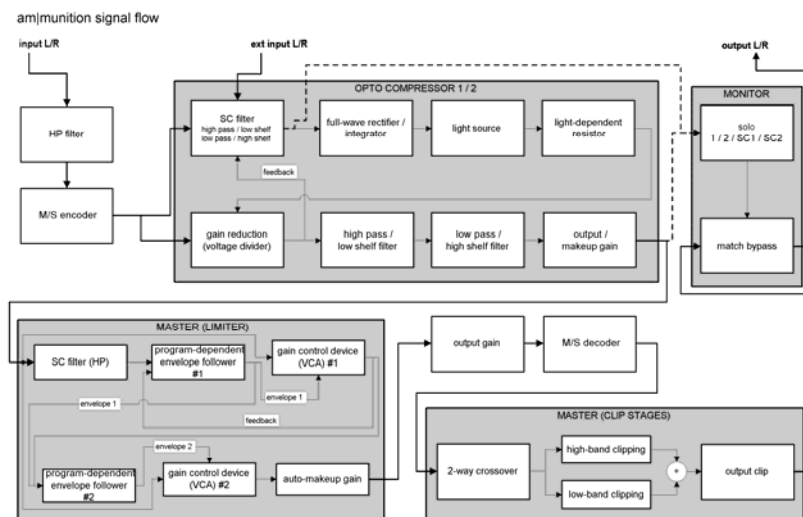 am|munition signal flow
input L/R
ext input L/R
output L/R
OPTO COMPRESSOR 1 / 2
MONITOR
HP filter
SC filter
high pass / low shelf
low pass / high shelf
full-wave rectifier /
integrator
light source
light-dependent
resistor
solo
1 / 2 / SC1 / SC2
feedback
M/S encoder
gain reduction
(voltage divider)
high pass /
low shelf filter
low pass /
high shelf filter
output /
makeup gain
match bypass
MASTER (LIMITER)
SC filter (HP)
program-dependent
envelope follower
#1
gain control device
(VCA) #1
output gain
M/S decoder
envelope 1
envelope 1
feedback
envelope 2
program-dependent
envelope follower
#2
gain control device
(VCA) #2
auto-makeup gain
MASTER (CLIP STAGES)
2-way crossover
high-band clipping
low-band clipping
+
output clip